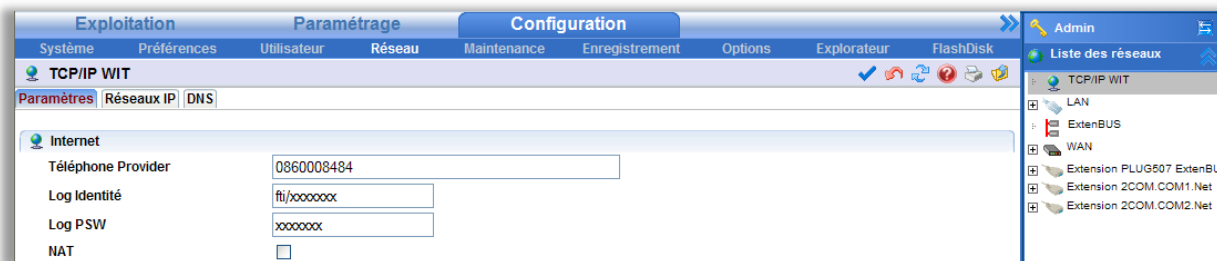 Exploitation Paramétrage Configuration
Système Préférences Utilisateur Réseau Maintenance Enregistrement Options Explorateur FlashDisk
TCP/IP WIT
Paramètres Réseaux IP DNS
Internet
Téléphone Provider 0860008484
Log Identité fti/xxxxxxx
Log PSW xxxxxxx
NAT
Admin
Liste des réseaux
TCP/IP WIT
LAN
ExtenBUS
WAN
Extension PLUG507 ExtenBU
Extension 2COM.COM1.Net
Extension 2COM.COM2.Net